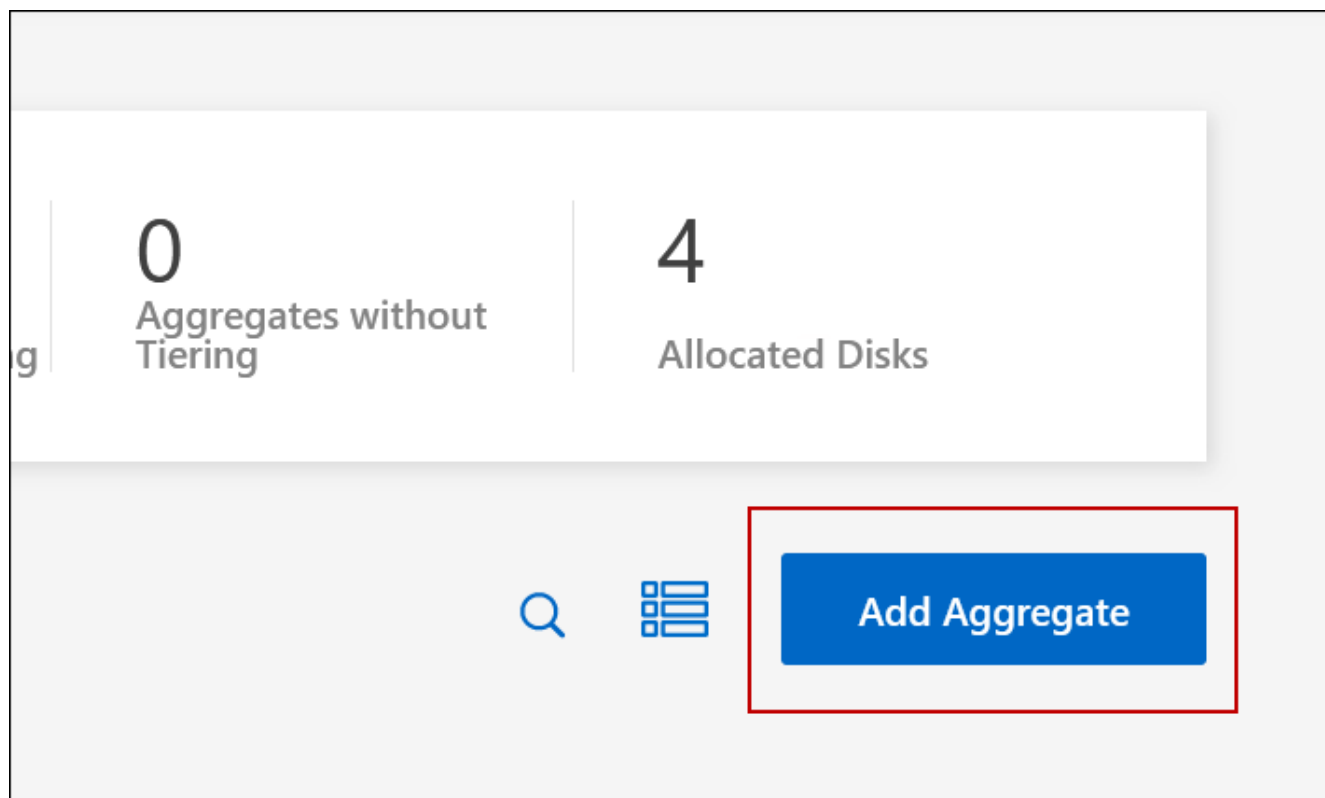 0
Aggregates without
Tiering
4
Allocated Disks
Add Aggregate